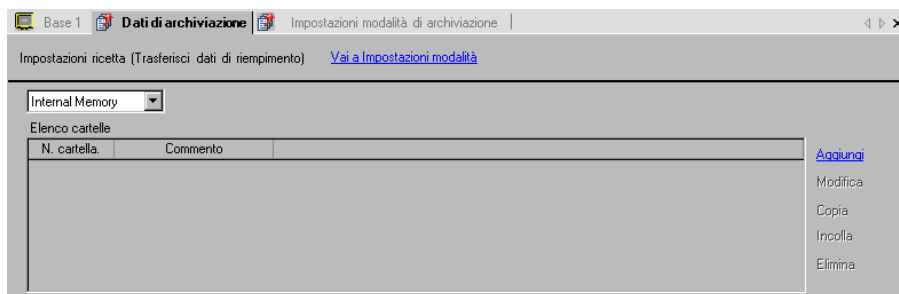 Base 1 Dati di archiviazione Impostazioni modalità di archiviazione
Impostazioni ricetta (Trasferisci dati di riempimento) Vai a Impostazioni modalità
Internal Memory
Elenco cartelle
N. cartella. Commento
Aggiungi
Modifica
Copia
Incolla
Elimina